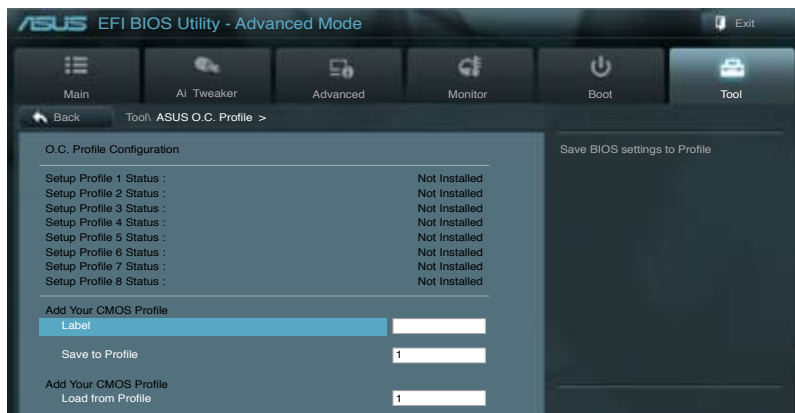 ASUS EFI BIOS Utility - Advanced Mode
Exit
Main
Ai Tweaker
Advanced
Monitor
Boot
Tool
Back
Tool\ ASUS O.C. Profile >
O.C. Profile Configuration
Save BIOS settings to Profile
Setup Profile 1 Status : Not Installed
Setup Profile 2 Status : Not Installed
Setup Profile 3 Status : Not Installed
Setup Profile 4 Status : Not Installed
Setup Profile 5 Status : Not Installed
Setup Profile 6 Status : Not Installed
Setup Profile 7 Status : Not Installed
Setup Profile 8 Status : Not Installed
Add Your CMOS Profile
Label
Save to Profile 1
Add Your CMOS Profile
Load from Profile 1